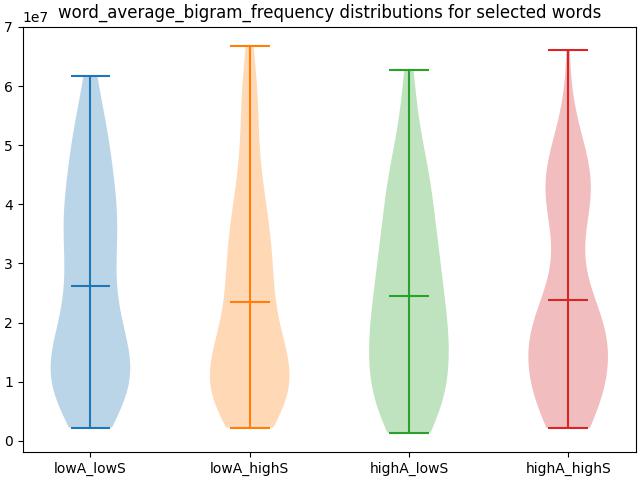 word_average_bigram_frequency distributions for selected words
1e7
7
6
5
4
3
2
1
0
lowA_lowS lowA_highS highA_lowS highA_highS